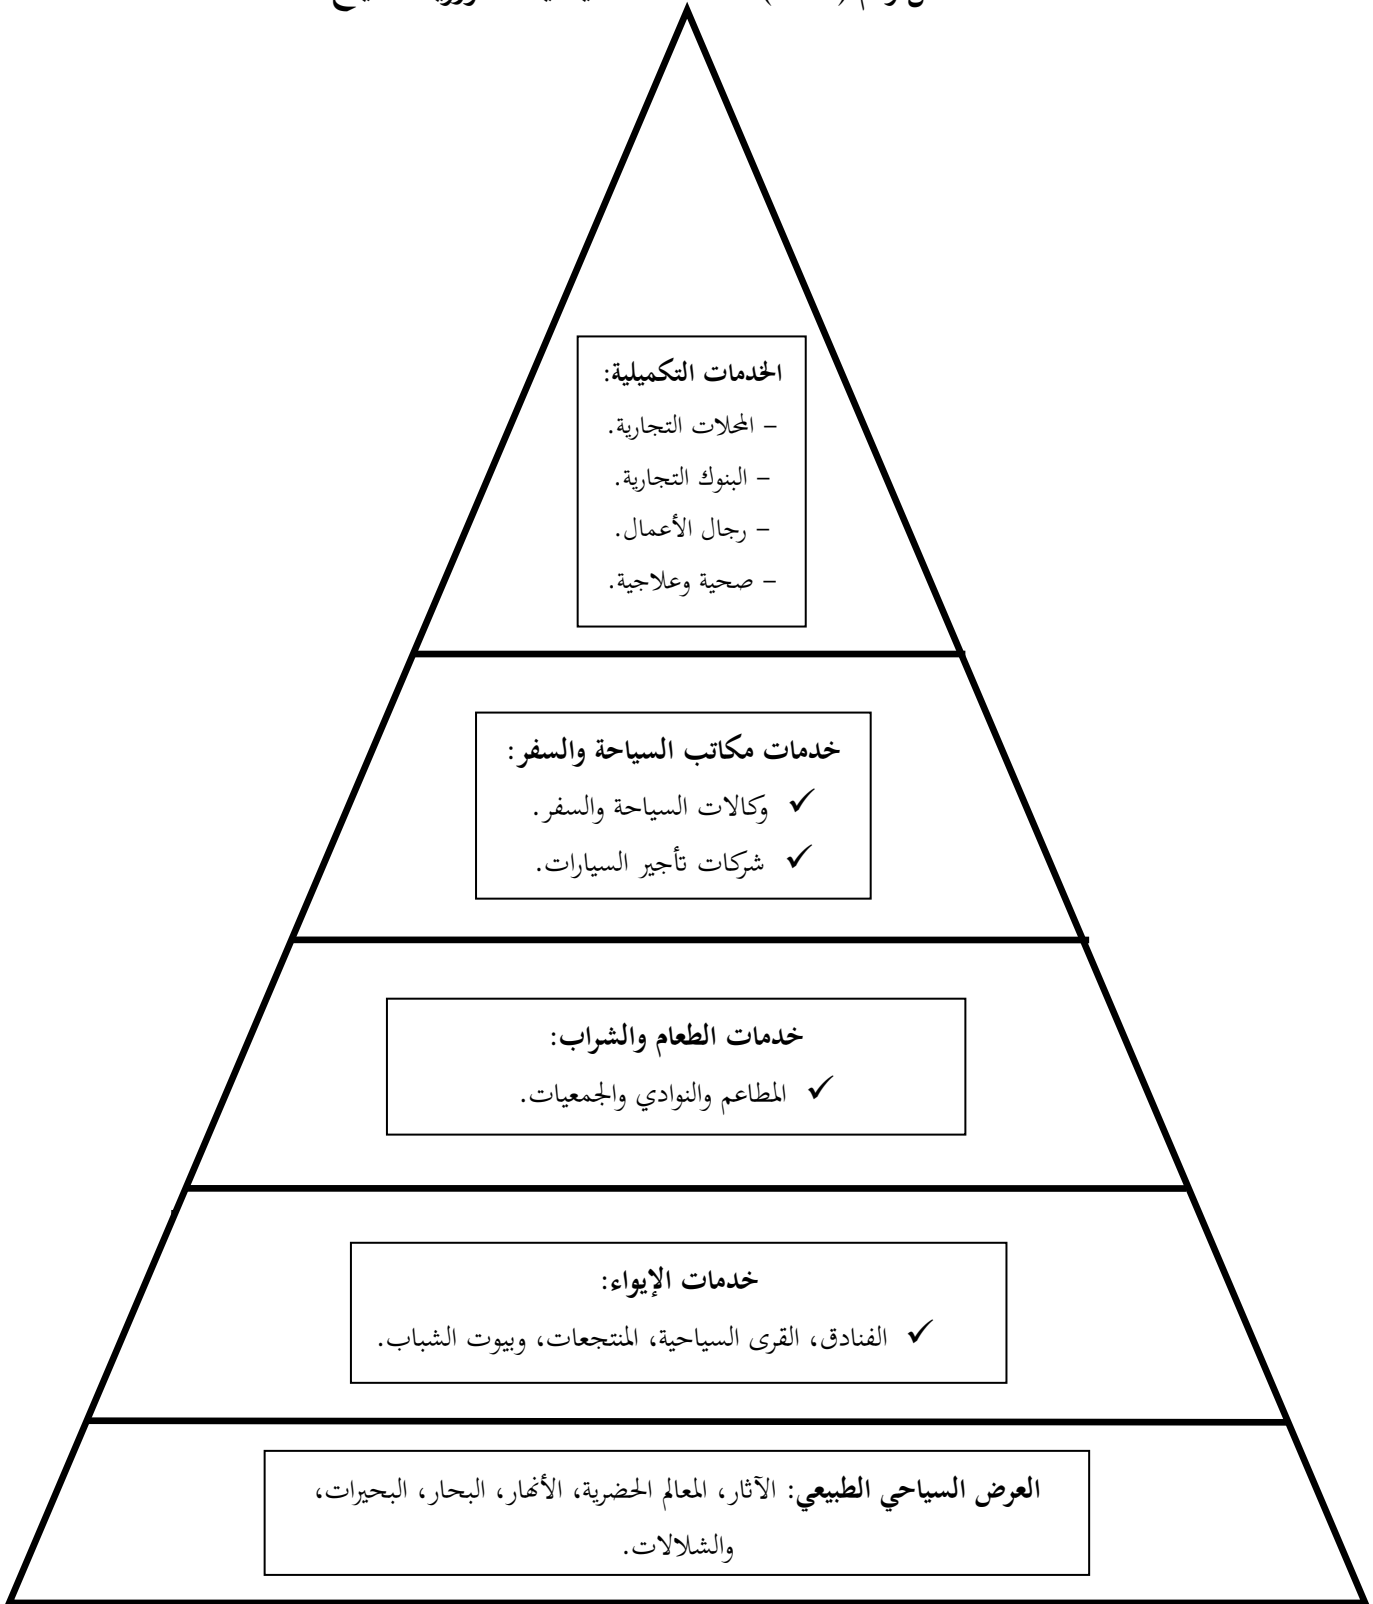 الخدمات التكميلية:
– المحلات التجارية.
– البنوك التجارية.
– رجال الأعمال.
– صحية وعلاجية.
خدمات مكاتب السياحة والسفر:
✓ وكالات السياحة والسفر.
✓ شركات تأجير السيارات.
خدمات الطعام والشراب:
✓ المطاعم والنوادي والجمعيات.
خدمات الإيواء:
✓ الفنادق، القرى السياحية، المنتجعات، وبيوت الشباب.
العرض السياحي الطبيعي: الآثار، المعالم الحضرية، الأنهار، البحار، البحيرات،
والشلالات.